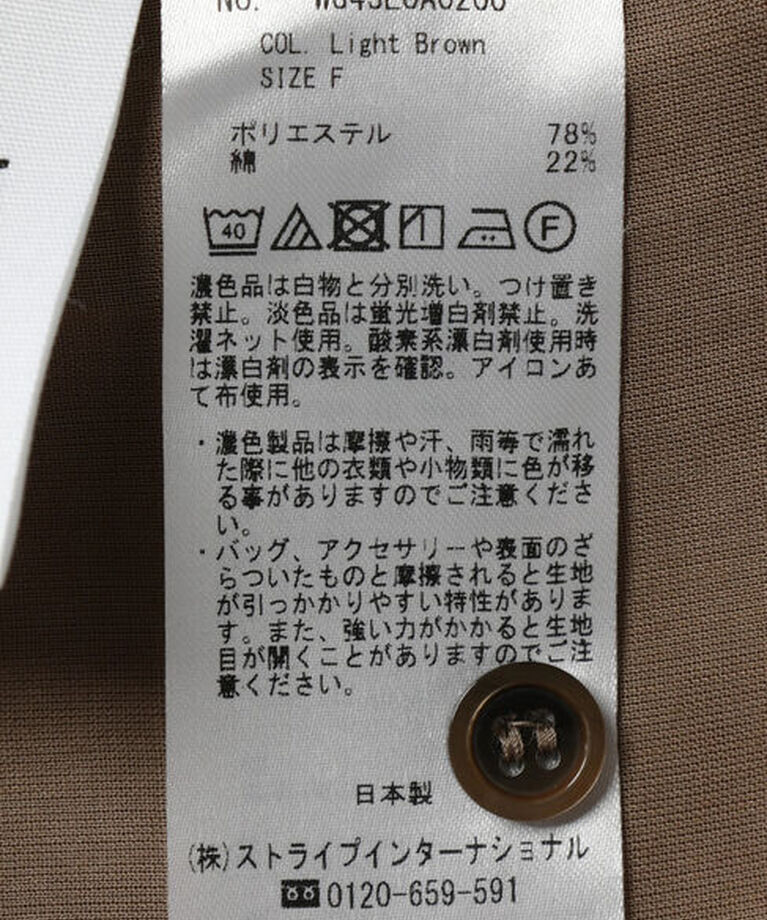 COL. Light Brown
SIZE F
ポリエステル 78%
綿 22%
40 F
濃色品は白物と分別洗い。つけ置き
禁止。淡色品は蛍光増白剤禁止。洗
濯ネット使用。酸素系漂白剤使用時
は漂白剤の表示を確認。アイロンあ
て布使用。
・濃色製品は摩擦や汗、雨等で濡れ
た際に他の衣類や小物類に色が移
る事がありますのでご注意くださ
い。
・バッグ、アクセサリーや表面のざ
らついたものと摩擦されると生地
が引っかかりやすい特性がありま
す。また、強い力がかかると生地
目が開くことがありますのでご注
意ください。
日本製
(株)ストライプインターナショナル
0120-659-591